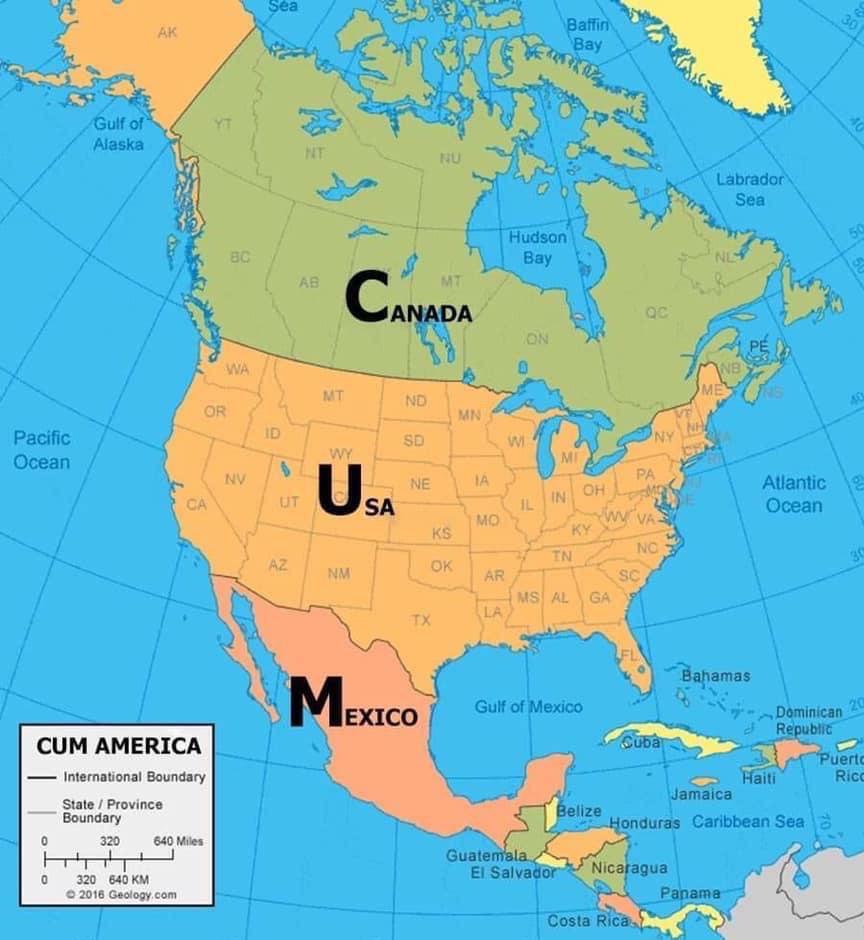 Sea
Baffin
Bay
AK
Gulf of
Alaska
YT
NT
NU
Labrador
Sea
Hudson
Bay
BC
AB
MT
NL
CANADA
ON
QC
PE
NB
NS
WA
MT
ND
MN
ME
OR
ID
SD
WI
MI
NY
VT
NH
MA
CT
RI
Pacific
Ocean
WY
NV
UT
NE
IA
IL
IN
OH
PA
NJ
MD
DE
Atlantic
Ocean
CA
USA
KS
MO
KY
WV
VA
AZ
NM
OK
AR
TN
NC
SC
MS
AL
GA
LA
TX
FL
Gulf of Mexico
Bahamas
MEXICO
Cuba
Dominican
Republic
Haiti
Puerto
Rico
Jamaica
Belize
Honduras
Caribbean Sea
Guatemala
El Salvador
Nicaragua
Panama
Costa Rica
CUM AMERICA
International Boundary
State / Province
Boundary
0 320 640 Miles
0 320 640 KM
© 2016 Geology.com